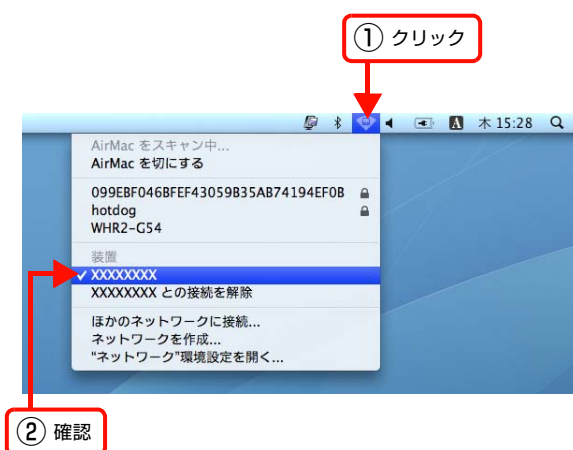 ① クリック
A 木 15:28
AirMac をスキャン中...
AirMac を切にする
099EBF046BFEF43059B35AB74194EF0B
hotdog
WHR2-G54
装置
✓ XXXXXXXX
XXXXXXXX との接続を解除
ほかのネットワークに接続...
ネットワークを作成...
“ネットワーク”環境設定を開く...
② 確認